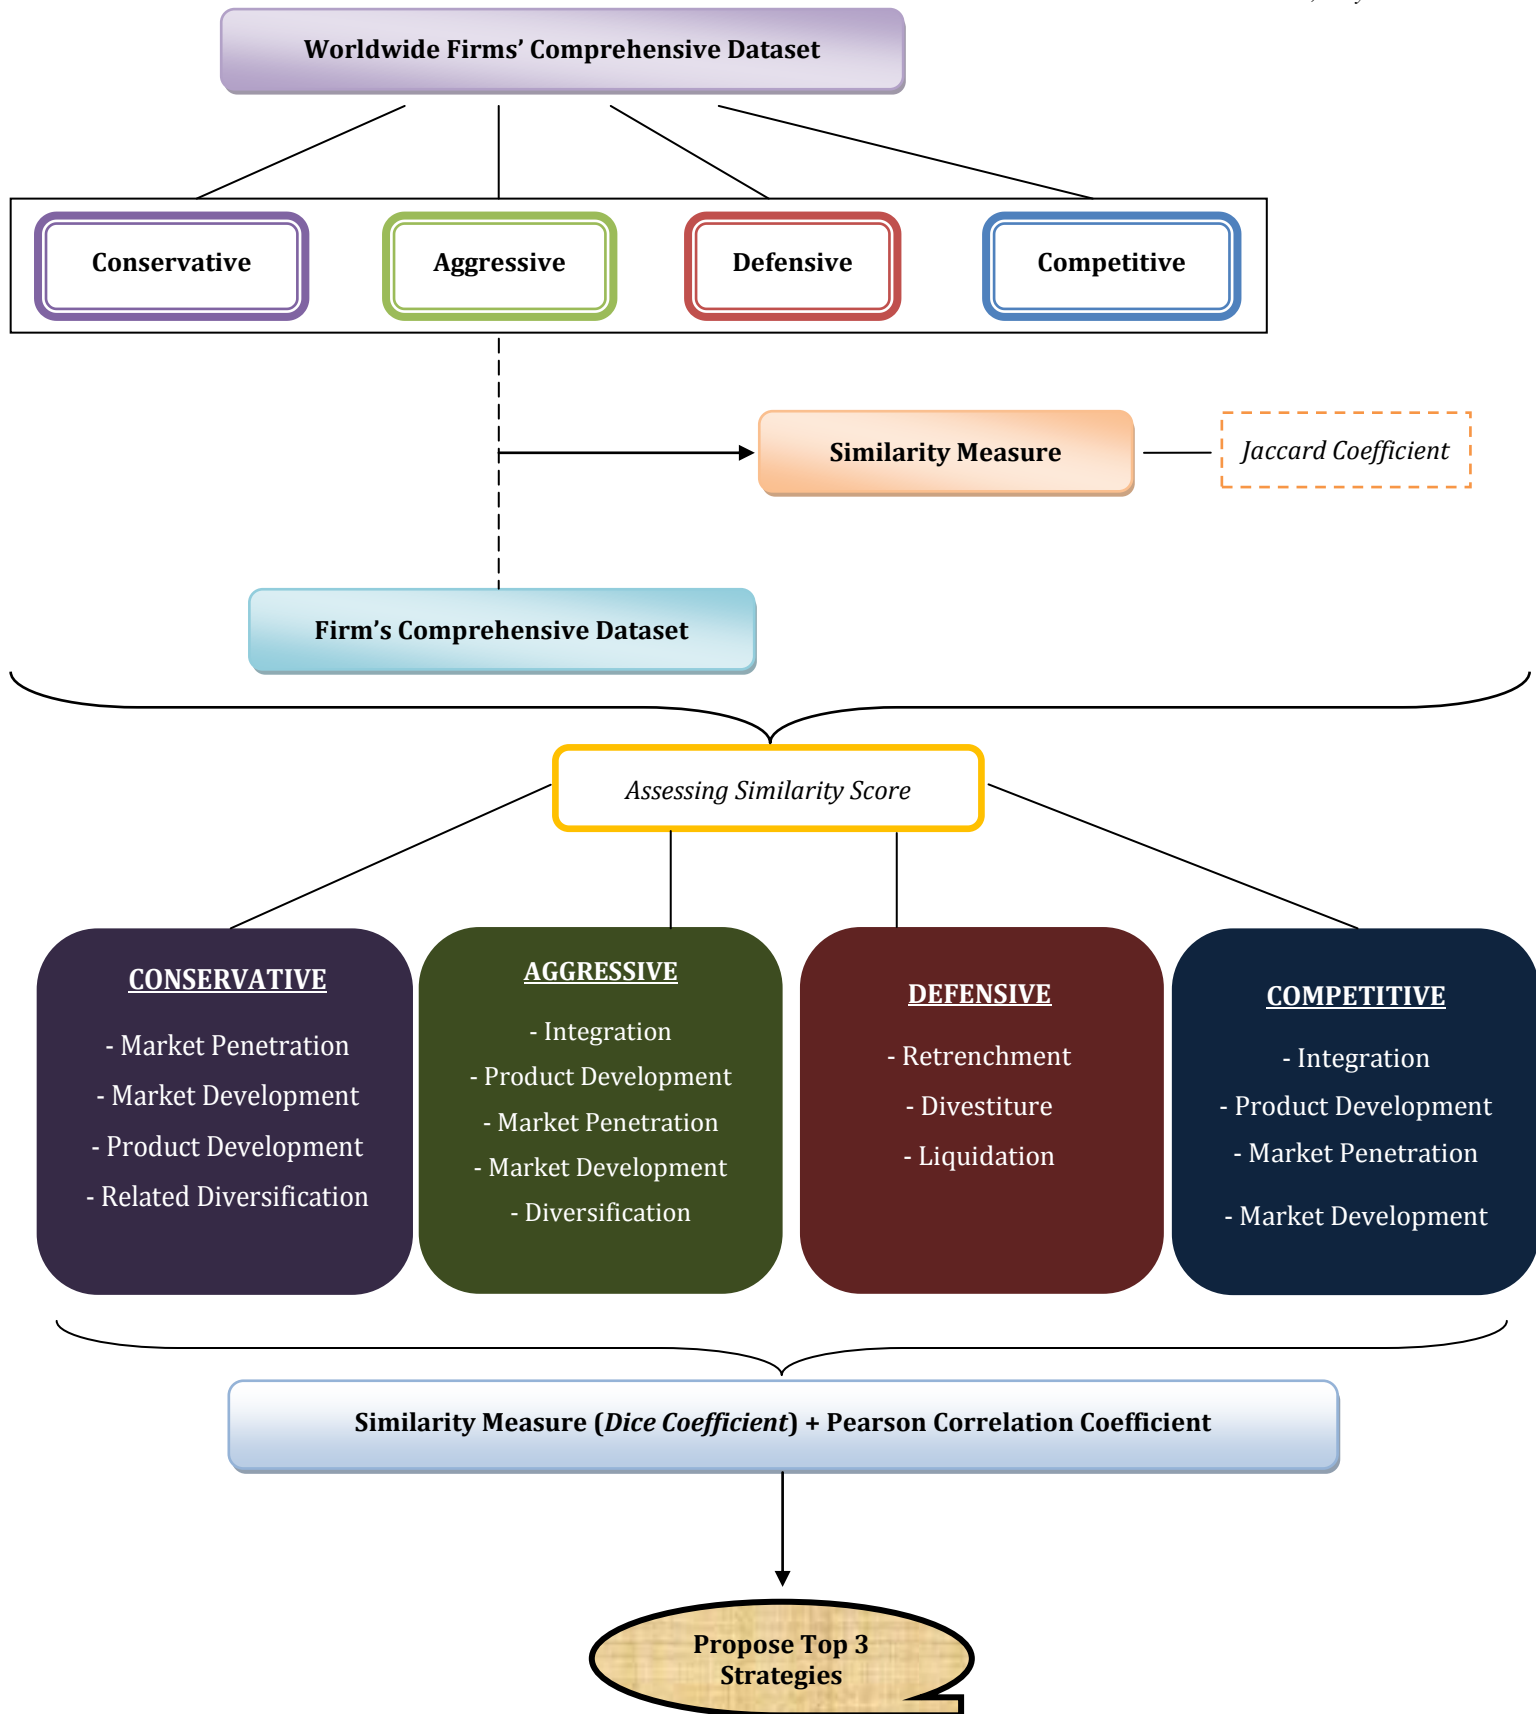 Worldwide Firms’ Comprehensive Dataset
Conservative
Aggressive
Defensive
Competitive
Similarity Measure
Jaccard Coefficient
Firm’s Comprehensive Dataset
Assessing Similarity Score
CONSERVATIVE
- Market Penetration
- Market Development
- Product Development
- Related Diversification
AGGRESSIVE
- Integration
- Product Development
- Market Penetration
- Market Development
- Diversification
DEFENSIVE
- Retrenchment
- Divestiture
- Liquidation
COMPETITIVE
- Integration
- Product Development
- Market Penetration
- Market Development
Similarity Measure (Dice Coefficient) + Pearson Correlation Coefficient
Propose Top 3
Strategies